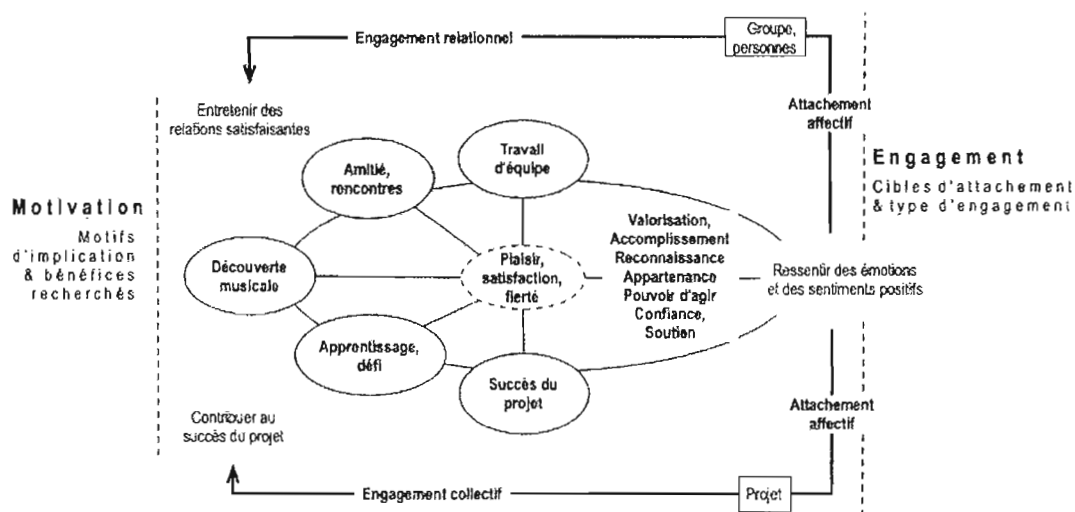 Groupe,
personnes
Engagement relationnel
Attachement
affectif
Entretenir des
relations satisfaisantes
Travail
d'équipe
Amitié,
rencontres
Engagement
Cibles d'attachement
& type d'engagement
Motivation
Motifs
d'implication
& bénéfices
recherchés
Découverte
musicale
Plaisir,
satisfaction,
fierté
Valorisation,
Accomplissement
Reconnaissance
Appartenance
Pouvoir d'agir
Confiance,
Soutien
Ressentir des émotions
et des sentiments positifs
Apprentissage,
défi
Succès du
projet
Contribuer au
succès du projet
Attachement
affectif
Engagement collectif
Projet